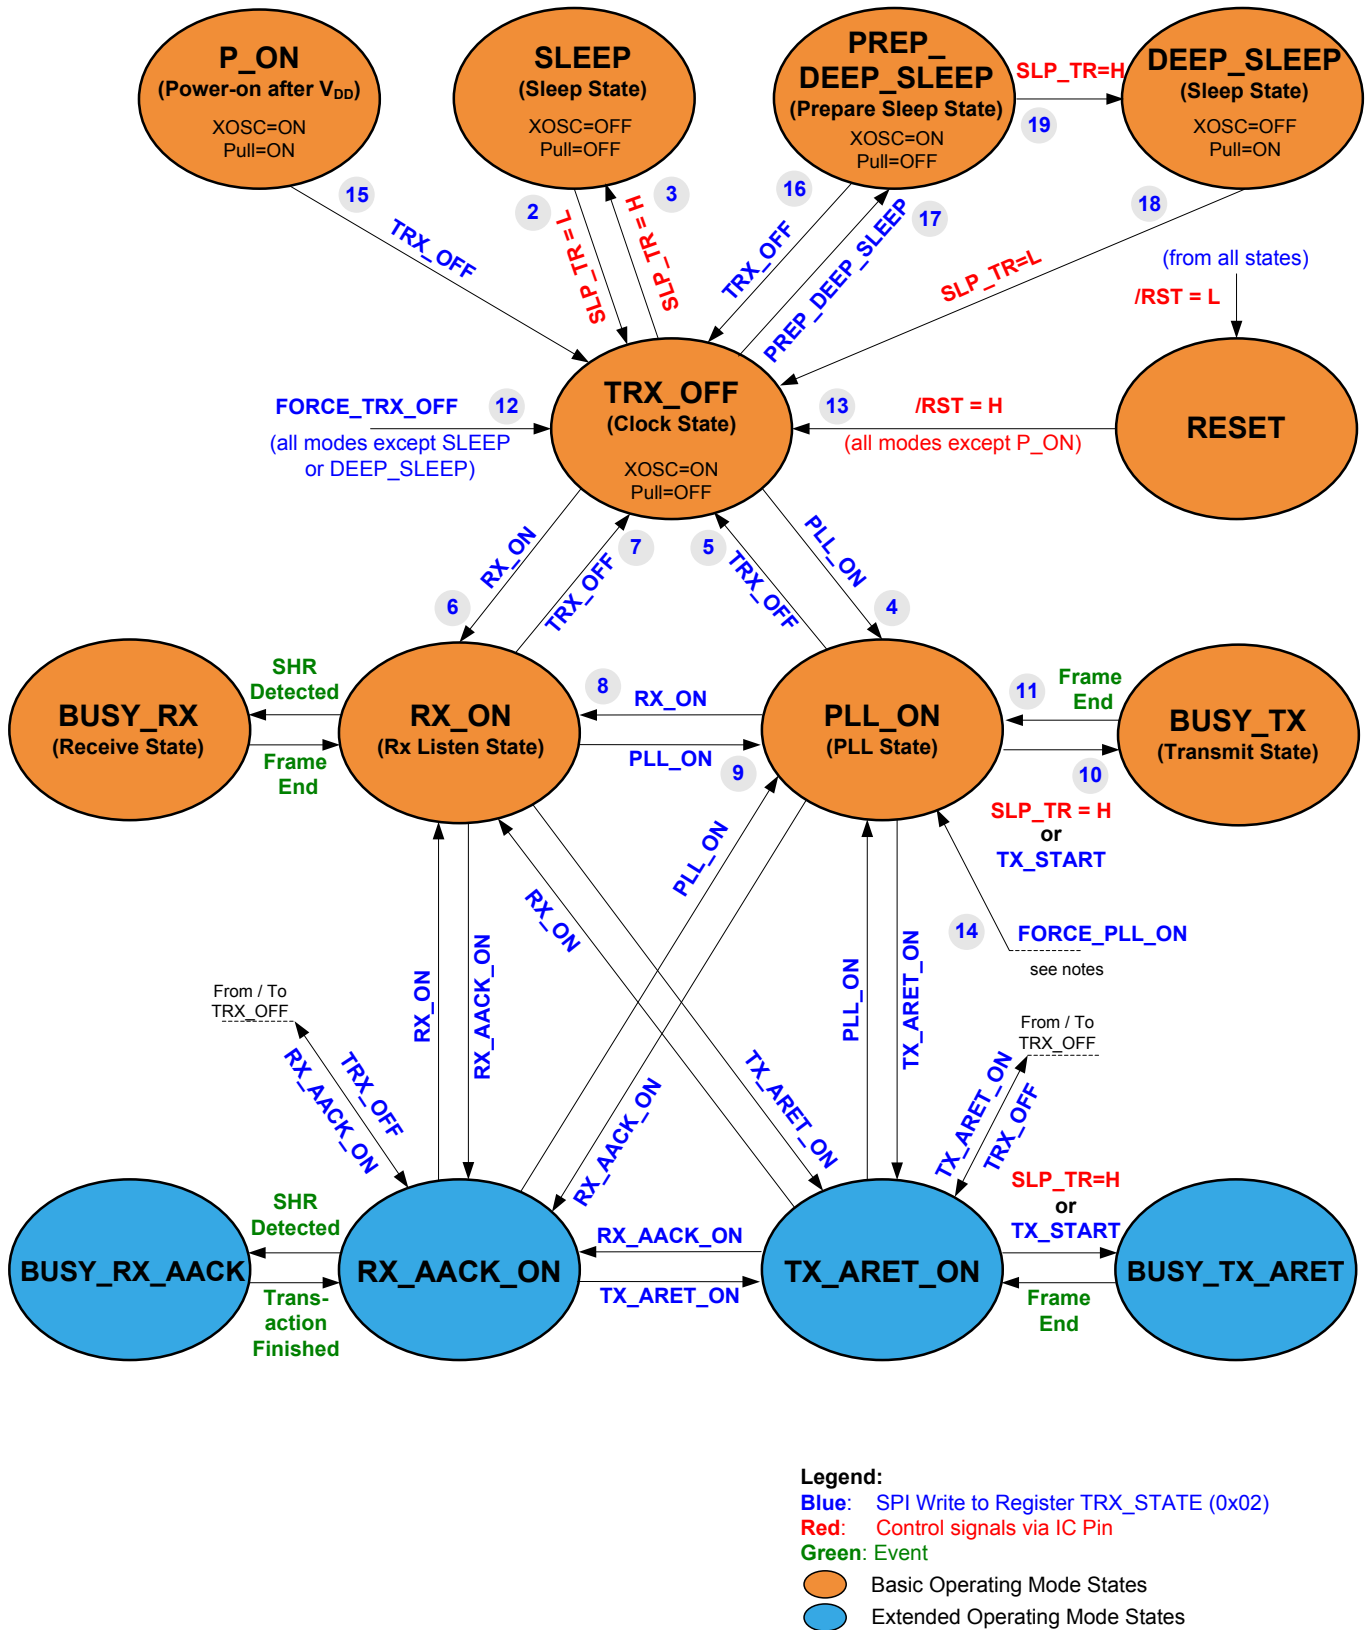 P_ON
(Power-on after VDD)
XOSC=ON
Pull=ON
SLEEP
(Sleep State)
XOSC=OFF
Pull=OFF
PREP_
DEEP_SLEEP
(Prepare Sleep State)
XOSC=ON
Pull=OFF
SLP_TR=H
19
DEEP_SLEEP
(Sleep State)
XOSC=OFF
Pull=ON
15
TRX_OFF
2
SLP_TR = L
3
SLP_TR = H
16
TRX_OFF
17
PREP_DEEP_SLEEP
18
SLP_TR=L
(from all states)
/RST = L
FORCE_TRX_OFF
12
(all modes except SLEEP
or DEEP_SLEEP)
TRX_OFF
(Clock State)
XOSC=ON
Pull=OFF
13
/RST = H
(all modes except P_ON)
RESET
RX_ON
6
7
TRX_OFF
5
TRX_OFF
PLL_ON
4
BUSY_RX
(Receive State)
SHR
Detected
Frame
End
RX_ON
(Rx Listen State)
8
RX_ON
PLL_ON
9
PLL_ON
(PLL State)
11
Frame
End
10
SLP_TR = H
or
TX_START
BUSY_TX
(Transmit State)
PLL_ON
RX_ON
14
FORCE_PLL_ON
see notes
RX_ON
RX_AACK_ON
PLL_ON
TX_ARET_ON
From / To
TRX_OFF
TRX_OFF
RX_AACK_ON
RX_AACK_ON
TX_ARET_ON
From / To
TRX_OFF
TX_ARET_ON
TRX_OFF
BUSY_RX_AACK
SHR
Detected
Trans-
action
Finished
RX_AACK_ON
RX_AACK_ON
TX_ARET_ON
TX_ARET_ON
SLP_TR=H
or
TX_START
Frame
End
BUSY_TX_ARET
Legend:
Blue: SPI Write to Register TRX_STATE (0x02)
Red: Control signals via IC Pin
Green: Event
Basic Operating Mode States
Extended Operating Mode States